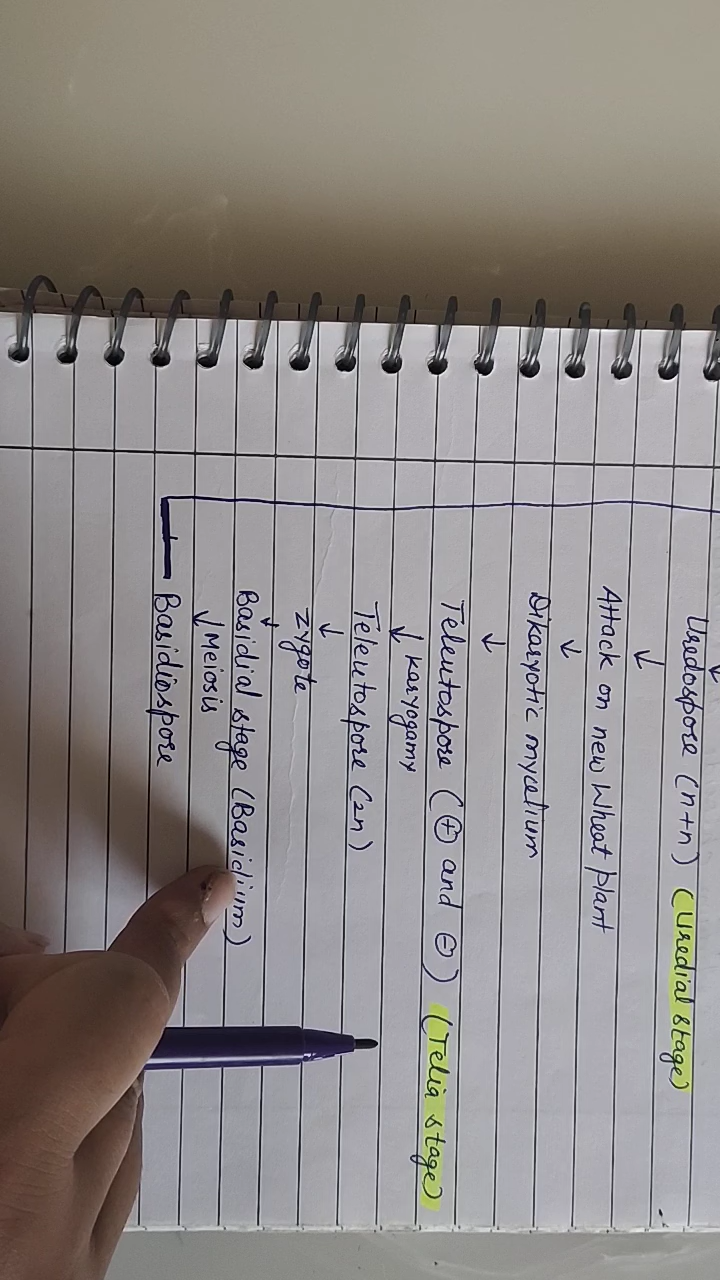 ↓
Uredospore (n+n) (Uredial stage)
↓
Attack on new wheat plant
↓
Dikaryotic mycelium
↓
Teleutospore (⊕ and ⊖) (Telia stage)
↓ karyogamy
Teleutospore (2n)
↓
zygote
↓
Basidial stage (Basidium)
↓ Meiosis
Basidiospore